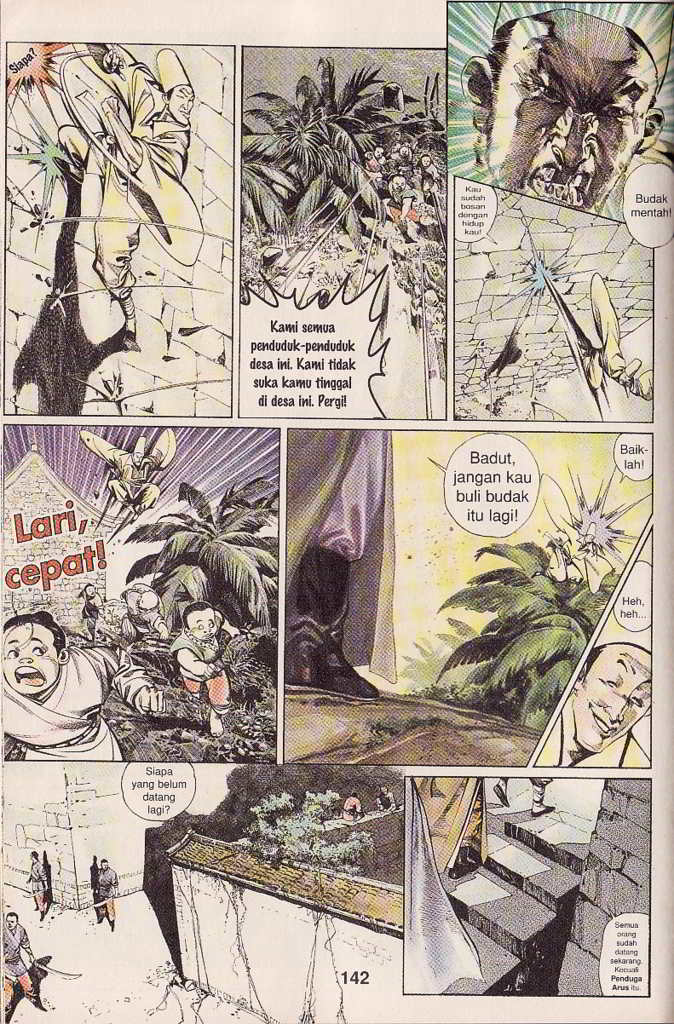 Siapa?
Kami semua
penduduk-penduduk
desa ini. Kami tidak
suka kamu tinggal
di desa ini. Pergi!
Budak
mentah!
Kau
sudah
bosan
dengan
hidup
kau!
Lari,
cepat!
Badut,
jangan kau
buli budak
itu lagi!
Baik-
lah!
Heh,
heh...
Siapa
yang belum
datang
lagi?
Semua
orang
sudah
datang
sekarang.
Kecuali
Penduga
Arus itu.
142